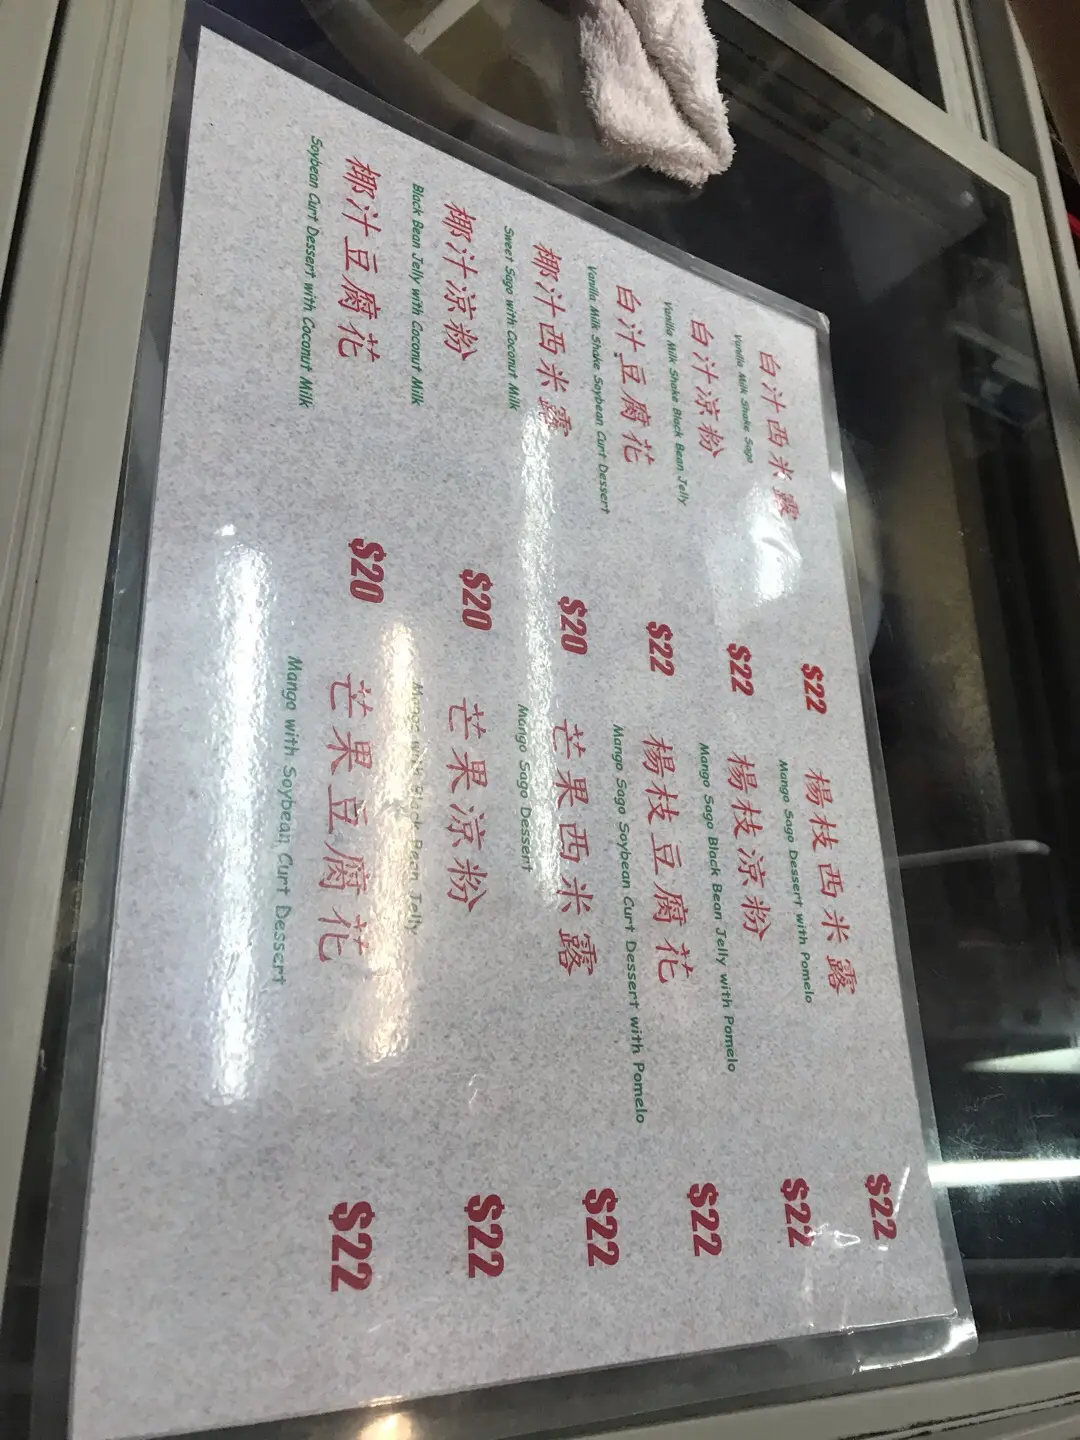 白汁西米露 $22
Vanilla Milk Shake Sago
白汁涼粉 $22
Vanilla Milk Shake Black Bean Jelly
白汁豆腐花 $22
Vanilla Milk Shake Soybean Curt Dessert
椰汁西米露 $20
Sweet Sago with Coconut Milk
椰汁涼粉 $20
Black Bean Jelly with Coconut Milk
椰汁豆腐花 $20
Soybean Curt Dessert with Coconut Milk
楊枝西米露 $22
Mango Sago Dessert with Pomelo
楊枝涼粉 $22
Mango Sago Black Bean Jelly with Pomelo
楊枝豆腐花 $22
Mango Sago Soybean Curt Dessert with Pomelo
芒果西米露 $22
Mango Sago Dessert
芒果涼粉 $22
Mango with Black Bean Jelly
芒果豆腐花 $22
Mango with Soybean Curt Dessert